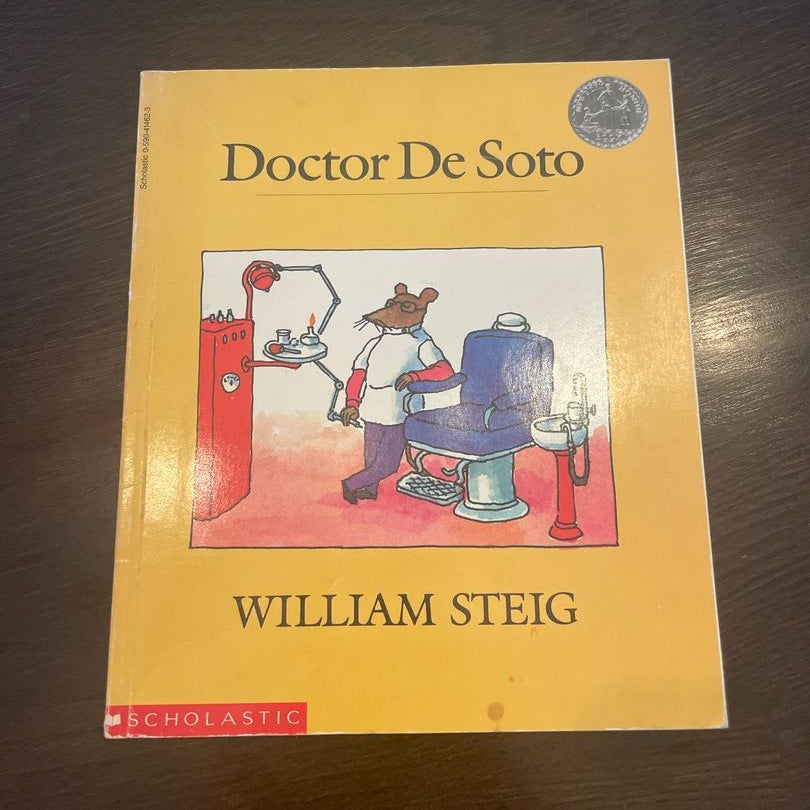 Scholastic 0-590-41462-3
Doctor De Soto
WILLIAM STEIG
SCHOLASTIC